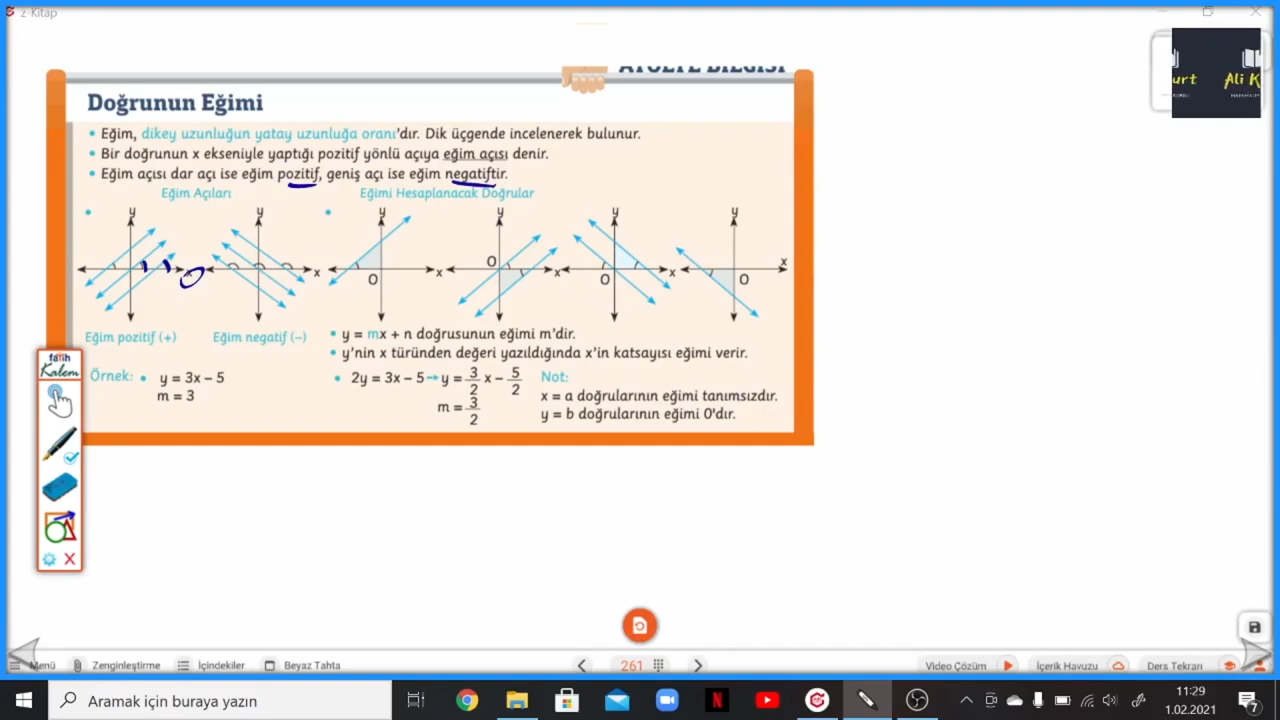 z-Kitap
ATÖLYE BİLGİSİ
Ali K
Doğrunun Eğimi
• Eğim, dikey uzunluğun yatay uzunluğa oranı'dır. Dik üçgende incelenerek bulunur.
• Bir doğrunun x ekseniyle yaptığı pozitif yönlü açıya eğim açısı denir.
• Eğim açısı dar açı ise eğim pozitif, geniş açı ise eğim negatiftir.
Eğim Açıları
Eğimi Hesaplanacak Doğrular
y y y y y y
x x x x x
O O O O
Eğim pozitif (+)
Eğim negatif (–)
• y = mx + n doğrusunun eğimi m'dir.
• y'nin x türünden değeri yazıldığında x'in katsayısı eğimi verir.
Örnek: • y = 3x – 5
m = 3
• 2y = 3x – 5 → y = 3/2 x – 5/2
m = 3/2
Not:
x = a doğrularının eğimi tanımsızdır.
y = b doğrularının eğimi 0'dır.
fatih
Kalem
Menü Zenginleştirme İçindekiler Beyaz Tahta 261 Video Çözüm İçerik Havuzu Ders Tekrarı
Aramak için buraya yazın
11:29
1.02.2021
7